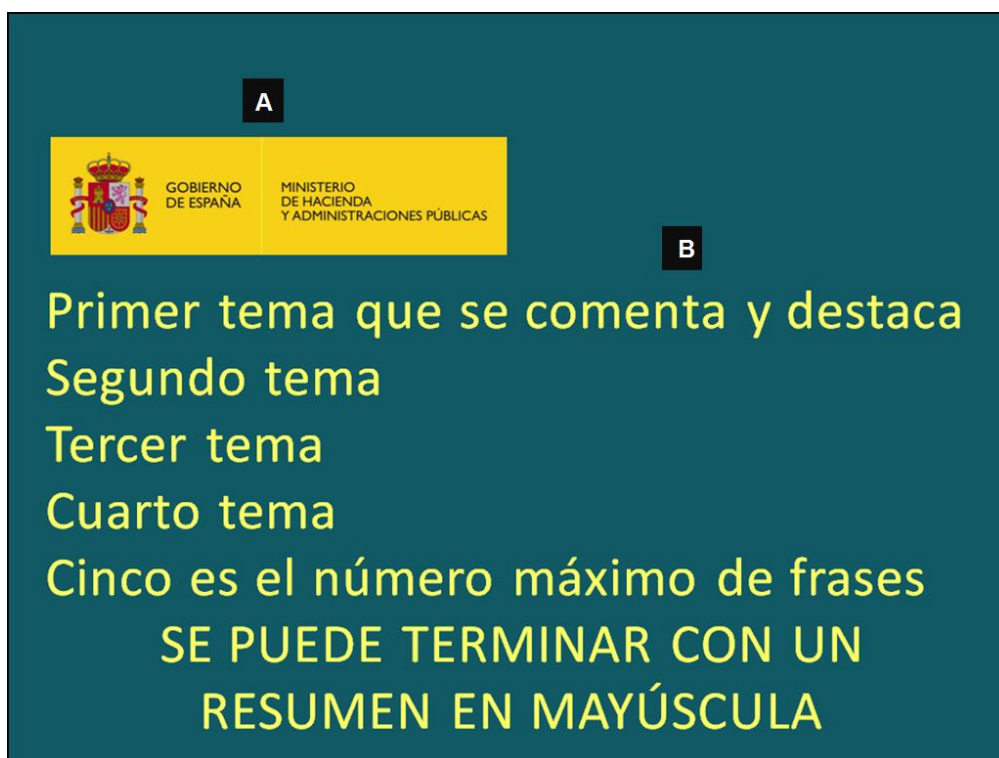 A
GOBIERNO
DE ESPAÑA
MINISTERIO
DE HACIENDA
Y ADMINISTRACIONES PÚBLICAS
B
Primer tema que se comenta y destaca
Segundo tema
Tercer tema
Cuarto tema
Cinco es el número máximo de frases
SE PUEDE TERMINAR CON UN
RESUMEN EN MAYÚSCULA